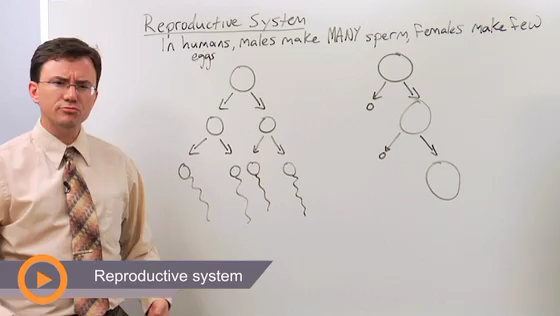 Reproductive System
In humans, males make MANY sperm, females make few
eggs
Reproductive system